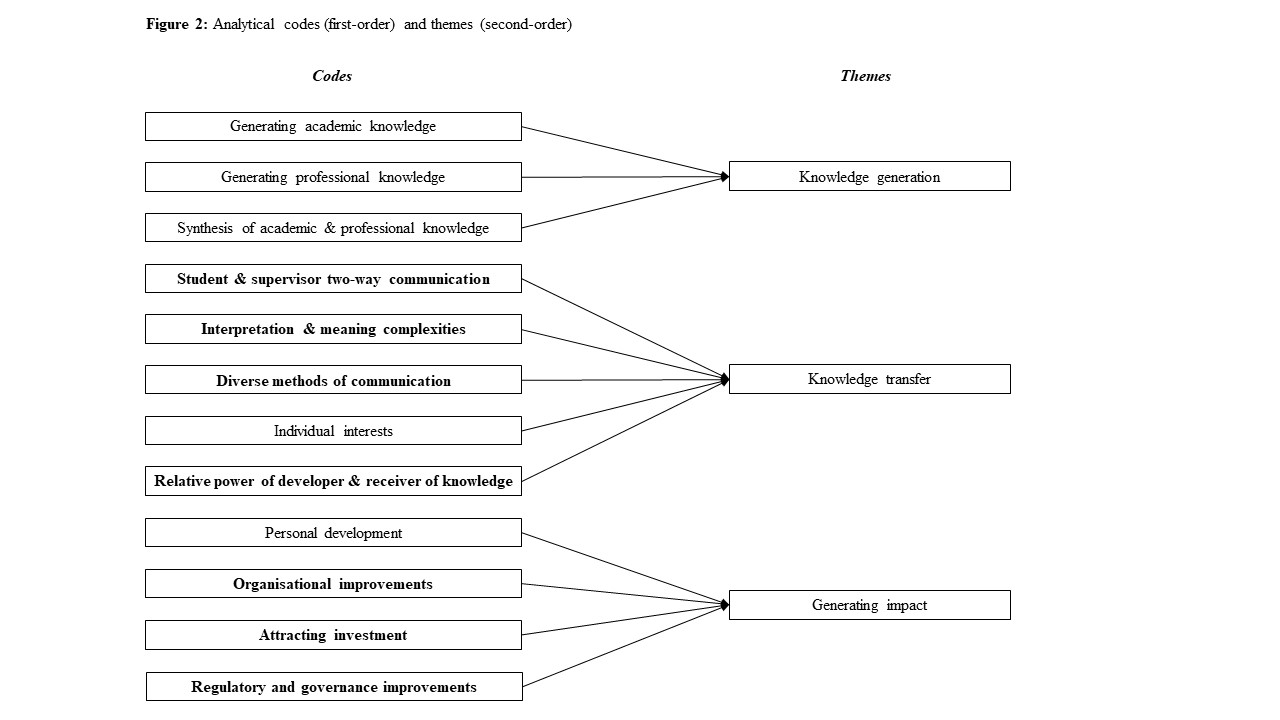 Figure 2: Analytical codes (first-order) and themes (second-order)
Codes
Themes
Generating academic knowledge
Generating professional knowledge
Knowledge generation
Synthesis of academic & professional knowledge
Student & supervisor two-way communication
Interpretation & meaning complexities
Diverse methods of communication
Knowledge transfer
Individual interests
Relative power of developer & receiver of knowledge
Personal development
Organisational improvements
Generating impact
Attracting investment
Regulatory and governance improvements